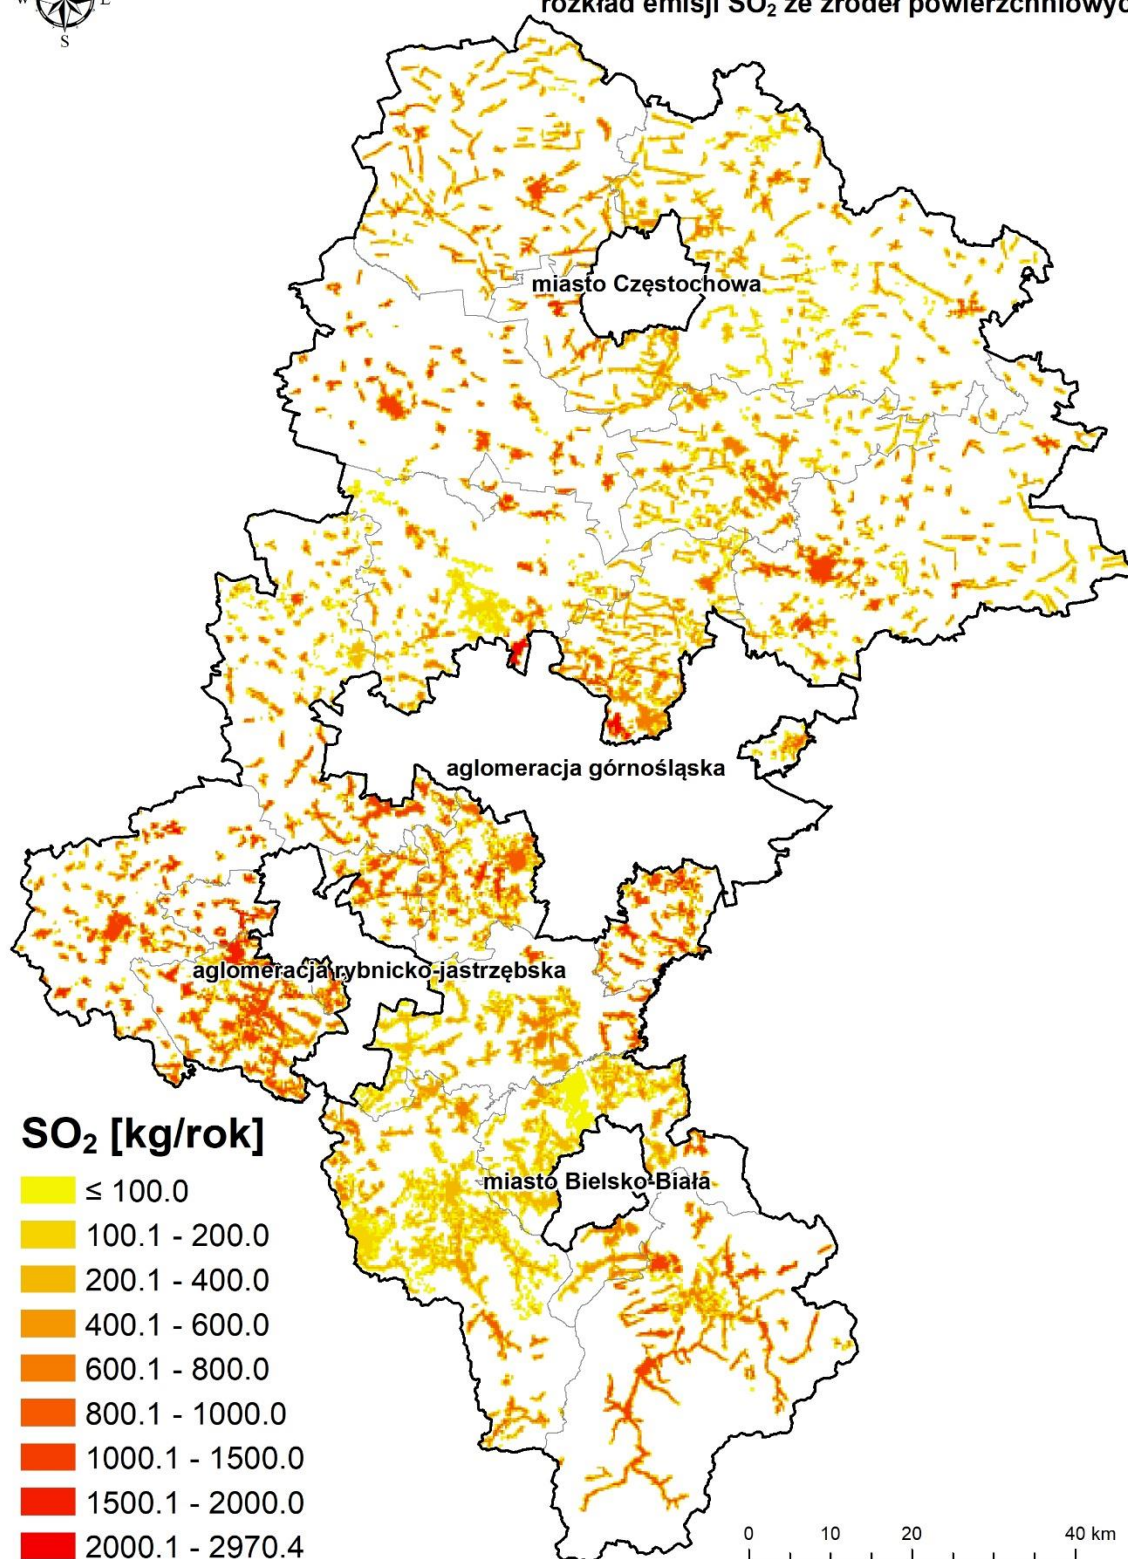 rozkład emisji SO₂ ze źródeł powierzchniowyc
W E
S
miasto Częstochowa
aglomeracja górnośląska
aglomeracja rybnicko-jastrzębska
miasto Bielsko-Biała
SO₂ [kg/rok]
≤ 100.0
100.1 - 200.0
200.1 - 400.0
400.1 - 600.0
600.1 - 800.0
800.1 - 1000.0
1000.1 - 1500.0
1500.1 - 2000.0
2000.1 - 2970.4
0 10 20 40 km